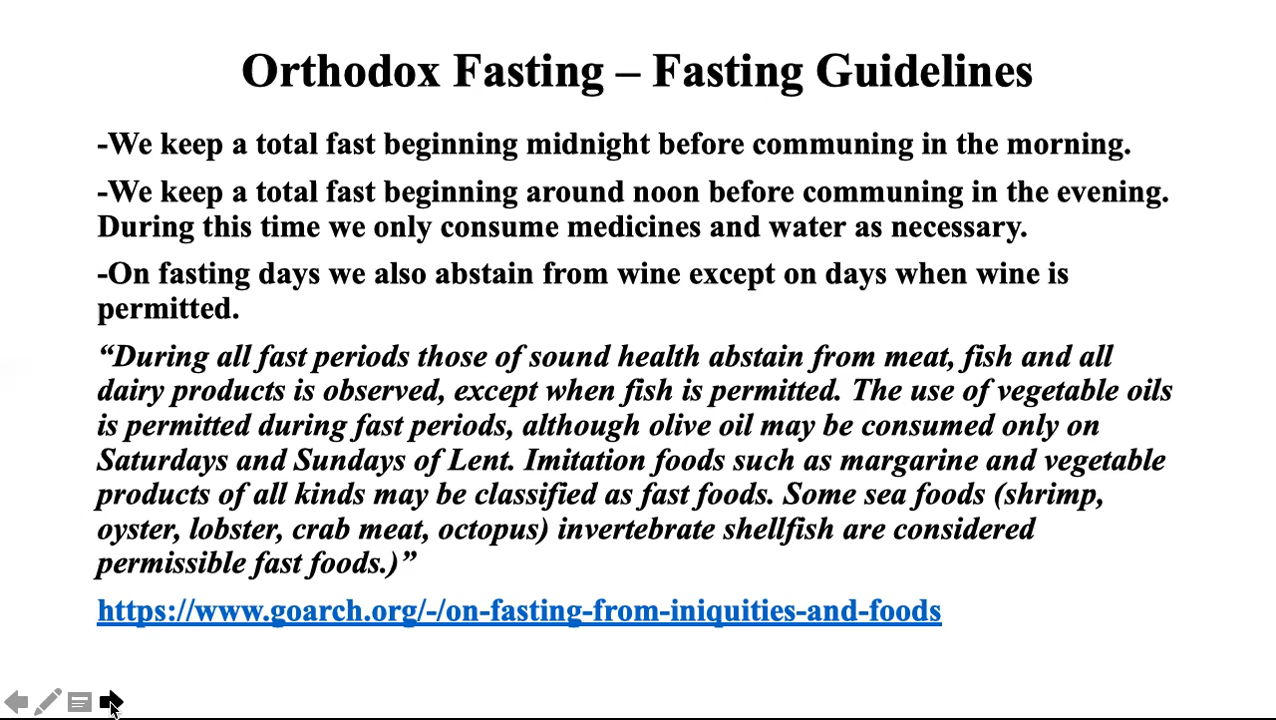 Orthodox Fasting – Fasting Guidelines
-We keep a total fast beginning midnight before communing in the morning.
-We keep a total fast beginning around noon before communing in the evening.
During this time we only consume medicines and water as necessary.
-On fasting days we also abstain from wine except on days when wine is
permitted.
“During all fast periods those of sound health abstain from meat, fish and all
dairy products is observed, except when fish is permitted. The use of vegetable oils
is permitted during fast periods, although olive oil may be consumed only on
Saturdays and Sundays of Lent. Imitation foods such as margarine and vegetable
products of all kinds may be classified as fast foods. Some sea foods (shrimp,
oyster, lobster, crab meat, octopus) invertebrate shellfish are considered
permissible fast foods.)”
https://www.goarch.org/-/on-fasting-from-iniquities-and-foods